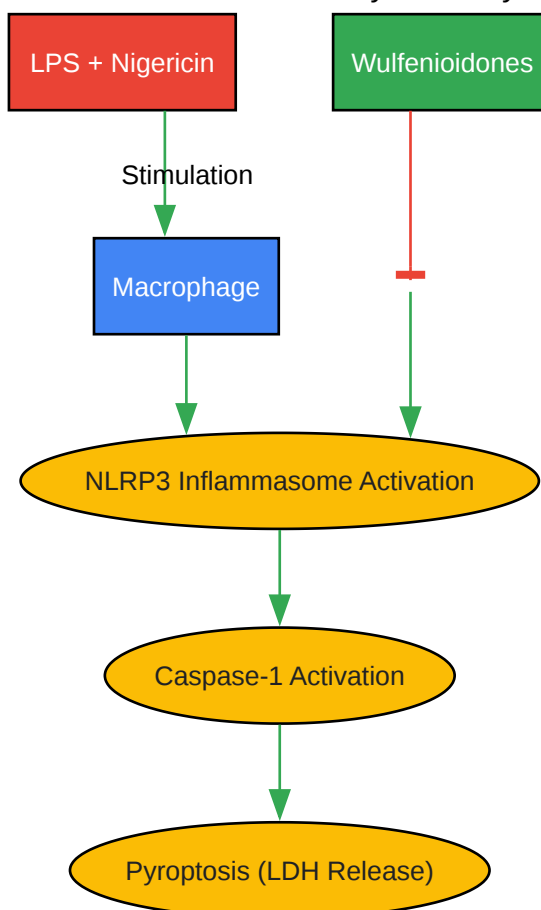 LPS + Nigericin
Wulfenioidones
Stimulation
Macrophage
NLRP3 Inflammasome Activation
Caspase-1 Activation
Pyroptosis (LDH Release)